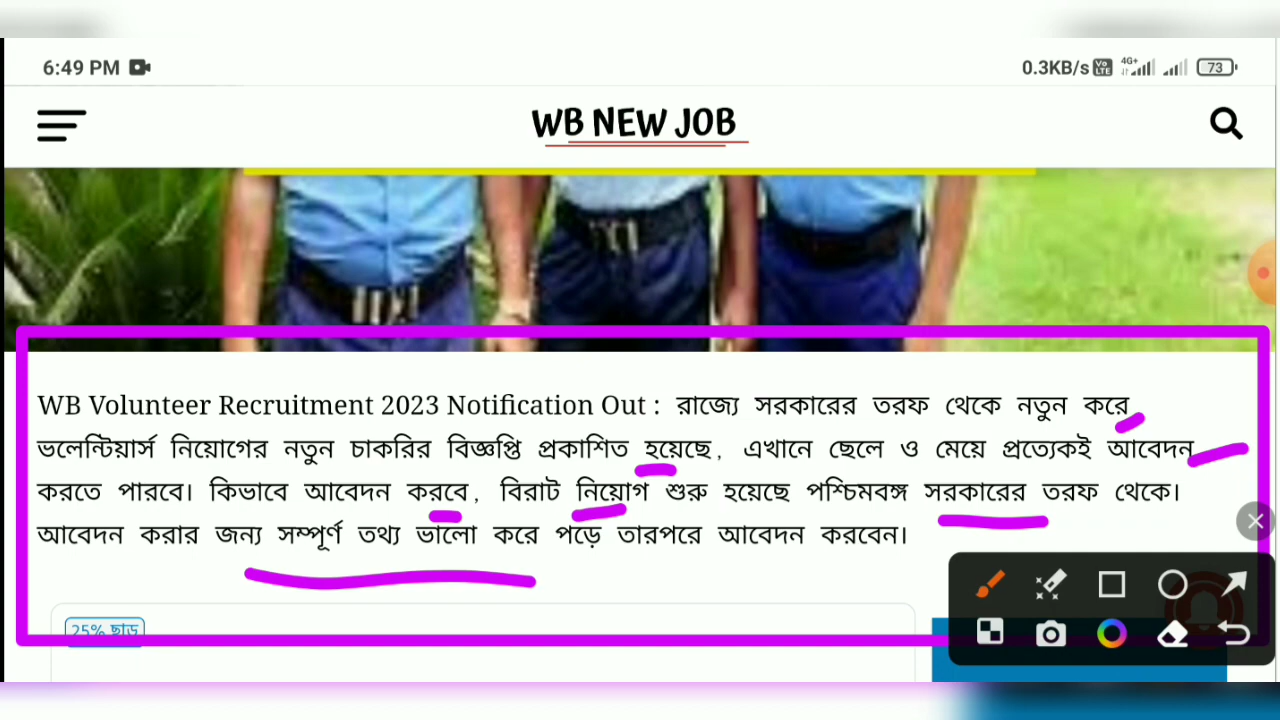 6:49 PM
0.3KB/s Vo LTE 4G+ 73
WB NEW JOB
WB Volunteer Recruitment 2023 Notification Out : রাজ্যে সরকারের তরফ থেকে নতুন করে
ভলেন্টিয়ার্স নিয়োগের নতুন চাকরির বিজ্ঞপ্তি প্রকাশিত হয়েছে, এখানে ছেলে ও মেয়ে প্রত্যেকই আবেদন
করতে পারবে। কিভাবে আবেদন করবে, বিরাট নিয়োগ শুরু হয়েছে পশ্চিমবঙ্গ সরকারের তরফ থেকে।
আবেদন করার জন্য সম্পূর্ণ তথ্য ভালো করে পড়ে তারপরে আবেদন করবেন।
25% ছাড়